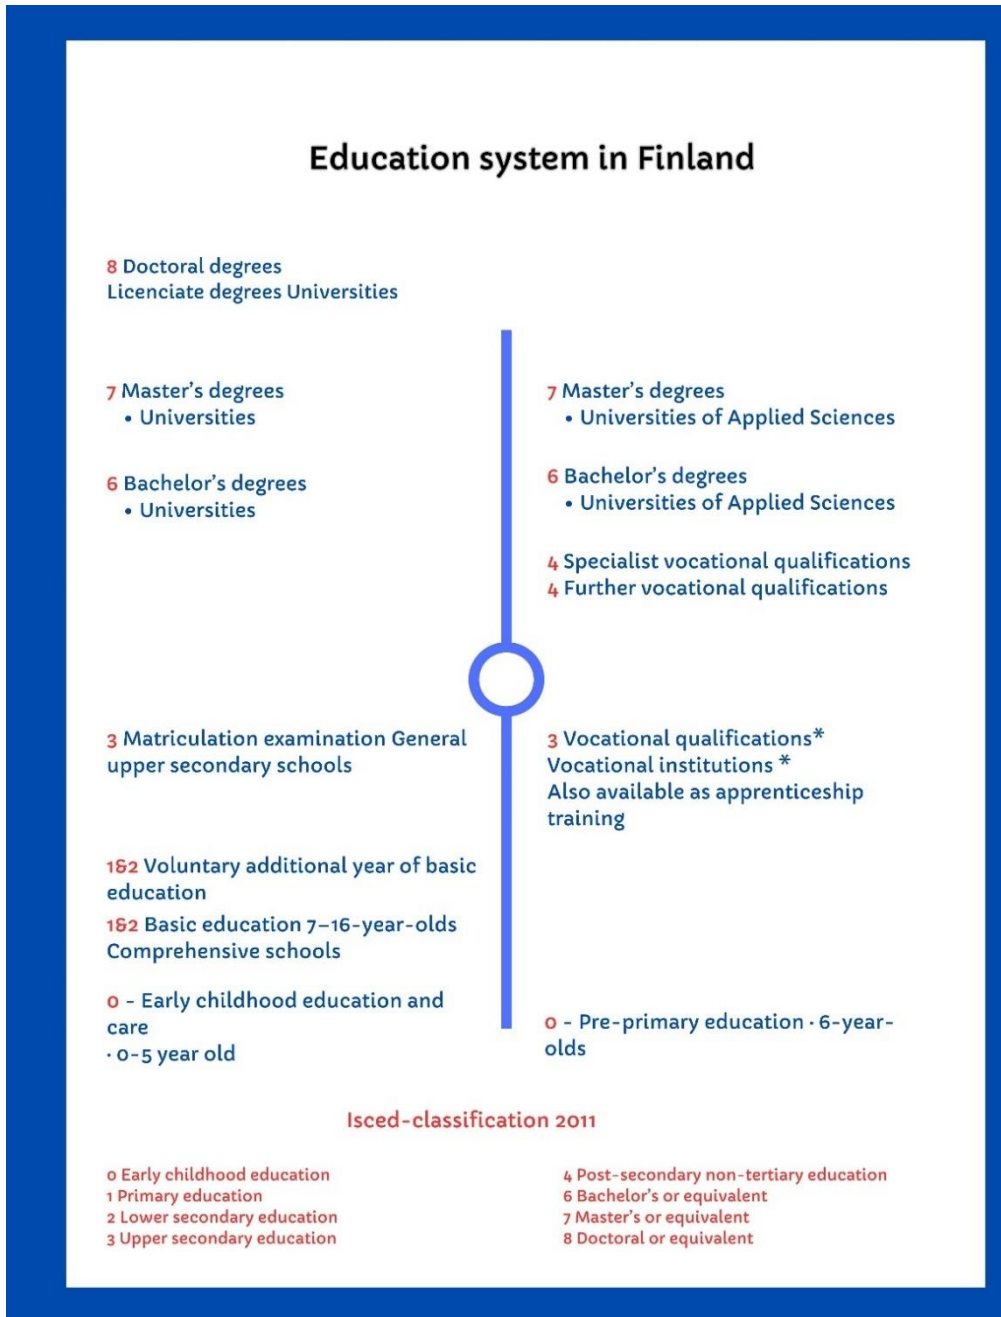 Education system in Finland
8 Doctoral degrees
Licenciate degrees Universities
7 Master's degrees
• Universities
6 Bachelor's degrees
• Universities
7 Master's degrees
• Universities of Applied Sciences
6 Bachelor's degrees
• Universities of Applied Sciences
4 Specialist vocational qualifications
4 Further vocational qualifications
3 Matriculation examination General
upper secondary schools
3 Vocational qualifications*
Vocational institutions *
Also available as apprenticeship
training
1&2 Voluntary additional year of basic
education
1&2 Basic education 7–16-year-olds
Comprehensive schools
0 - Early childhood education and
care
· 0-5 year old
0 - Pre-primary education · 6-year-
olds
Isced-classification 2011
0 Early childhood education
1 Primary education
2 Lower secondary education
3 Upper secondary education
4 Post-secondary non-tertiary education
6 Bachelor's or equivalent
7 Master's or equivalent
8 Doctoral or equivalent